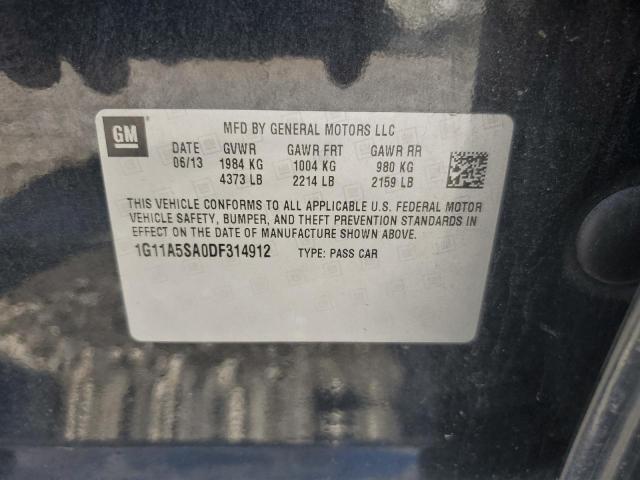 GM
MFD BY GENERAL MOTORS LLC
DATE GVWR GAWR FRT GAWR RR
06/13 1984 KG 1004 KG 980 KG
4373 LB 2214 LB 2159 LB
THIS VEHICLE CONFORMS TO ALL APPLICABLE U.S. FEDERAL MOTOR
VEHICLE SAFETY, BUMPER, AND THEFT PREVENTION STANDARDS IN
EFFECT ON THE DATE OF MANUFACTURE SHOWN ABOVE.
1G11A5SA0DF314912 TYPE: PASS CAR